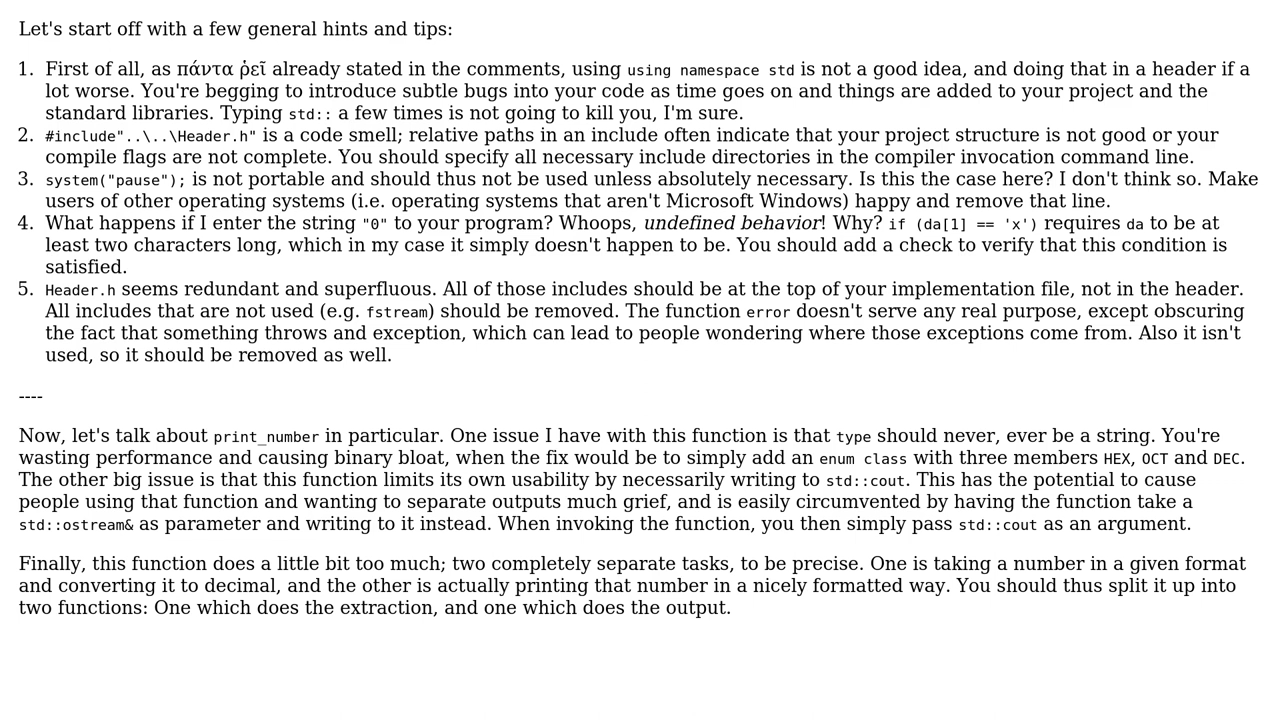 Let's start off with a few general hints and tips:
1. First of all, as πάντα ῥεῖ already stated in the comments, using using namespace std is not a good idea, and doing that in a header if a
lot worse. You're begging to introduce subtle bugs into your code as time goes on and things are added to your project and the
standard libraries. Typing std:: a few times is not going to kill you, I'm sure.
2. #include"..\..\Header.h" is a code smell; relative paths in an include often indicate that your project structure is not good or your
compile flags are not complete. You should specify all necessary include directories in the compiler invocation command line.
3. system("pause"); is not portable and should thus not be used unless absolutely necessary. Is this the case here? I don't think so. Make
users of other operating systems (i.e. operating systems that aren't Microsoft Windows) happy and remove that line.
4. What happens if I enter the string "0" to your program? Whoops, undefined behavior! Why? if (da[1] == 'x') requires da to be at
least two characters long, which in my case it simply doesn't happen to be. You should add a check to verify that this condition is
satisfied.
5. Header.h seems redundant and superfluous. All of those includes should be at the top of your implementation file, not in the header.
All includes that are not used (e.g. fstream) should be removed. The function error doesn't serve any real purpose, except obscuring
the fact that something throws and exception, which can lead to people wondering where those exceptions come from. Also it isn't
used, so it should be removed as well.
----
Now, let's talk about print_number in particular. One issue I have with this function is that type should never, ever be a string. You're
wasting performance and causing binary bloat, when the fix would be to simply add an enum class with three members HEX, OCT and DEC.
The other big issue is that this function limits its own usability by necessarily writing to std::cout. This has the potential to cause
people using that function and wanting to separate outputs much grief, and is easily circumvented by having the function take a
std::ostream& as parameter and writing to it instead. When invoking the function, you then simply pass std::cout as an argument.
Finally, this function does a little bit too much; two completely separate tasks, to be precise. One is taking a number in a given format
and converting it to decimal, and the other is actually printing that number in a nicely formatted way. You should thus split it up into
two functions: One which does the extraction, and one which does the output.